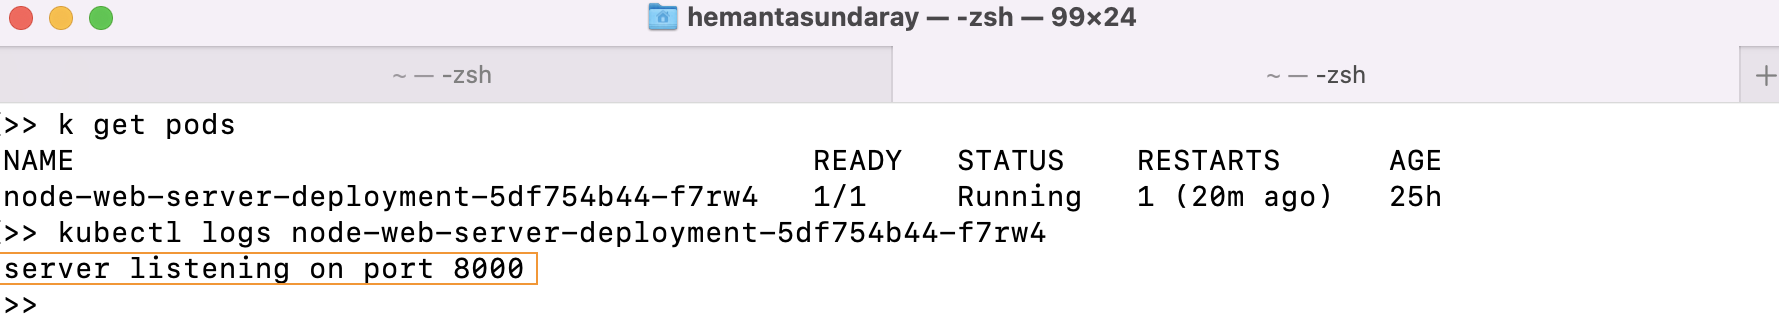 hemantasundaray — -zsh — 99×24
~ — -zsh
~ — -zsh
+
>> k get pods
NAME READY STATUS RESTARTS AGE
node-web-server-deployment-5df754b44-f7rw4 1/1 Running 1 (20m ago) 25h
>> kubectl logs node-web-server-deployment-5df754b44-f7rw4
server listening on port 8000
>>